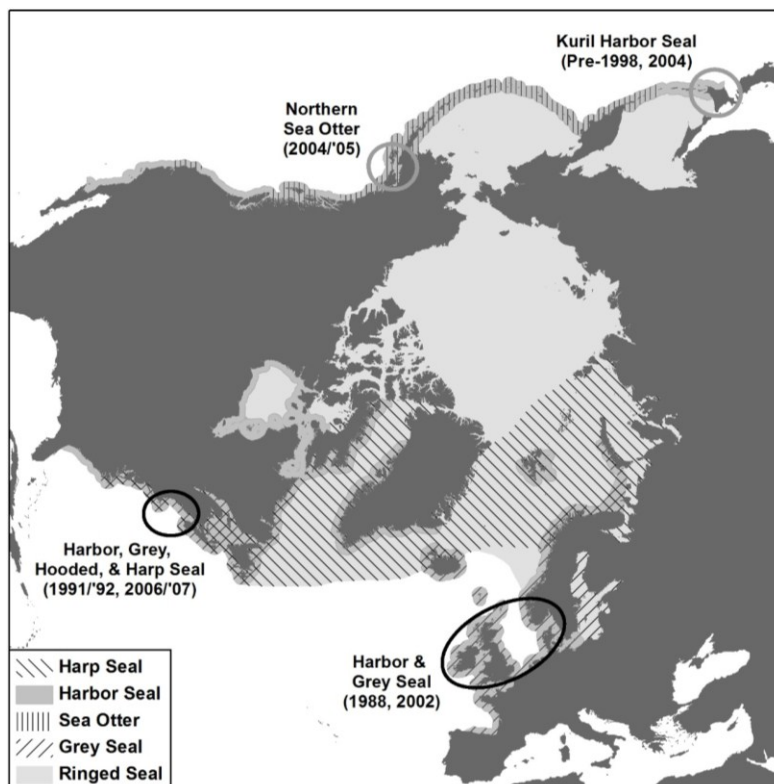 Kuril Harbor Seal
(Pre-1998, 2004)
Northern
Sea Otter
(2004/'05)
Harbor, Grey,
Hooded, & Harp Seal
(1991/'92, 2006/'07)
Harbor &
Grey Seal
(1988, 2002)
Harp Seal
Harbor Seal
Sea Otter
Grey Seal
Ringed Seal